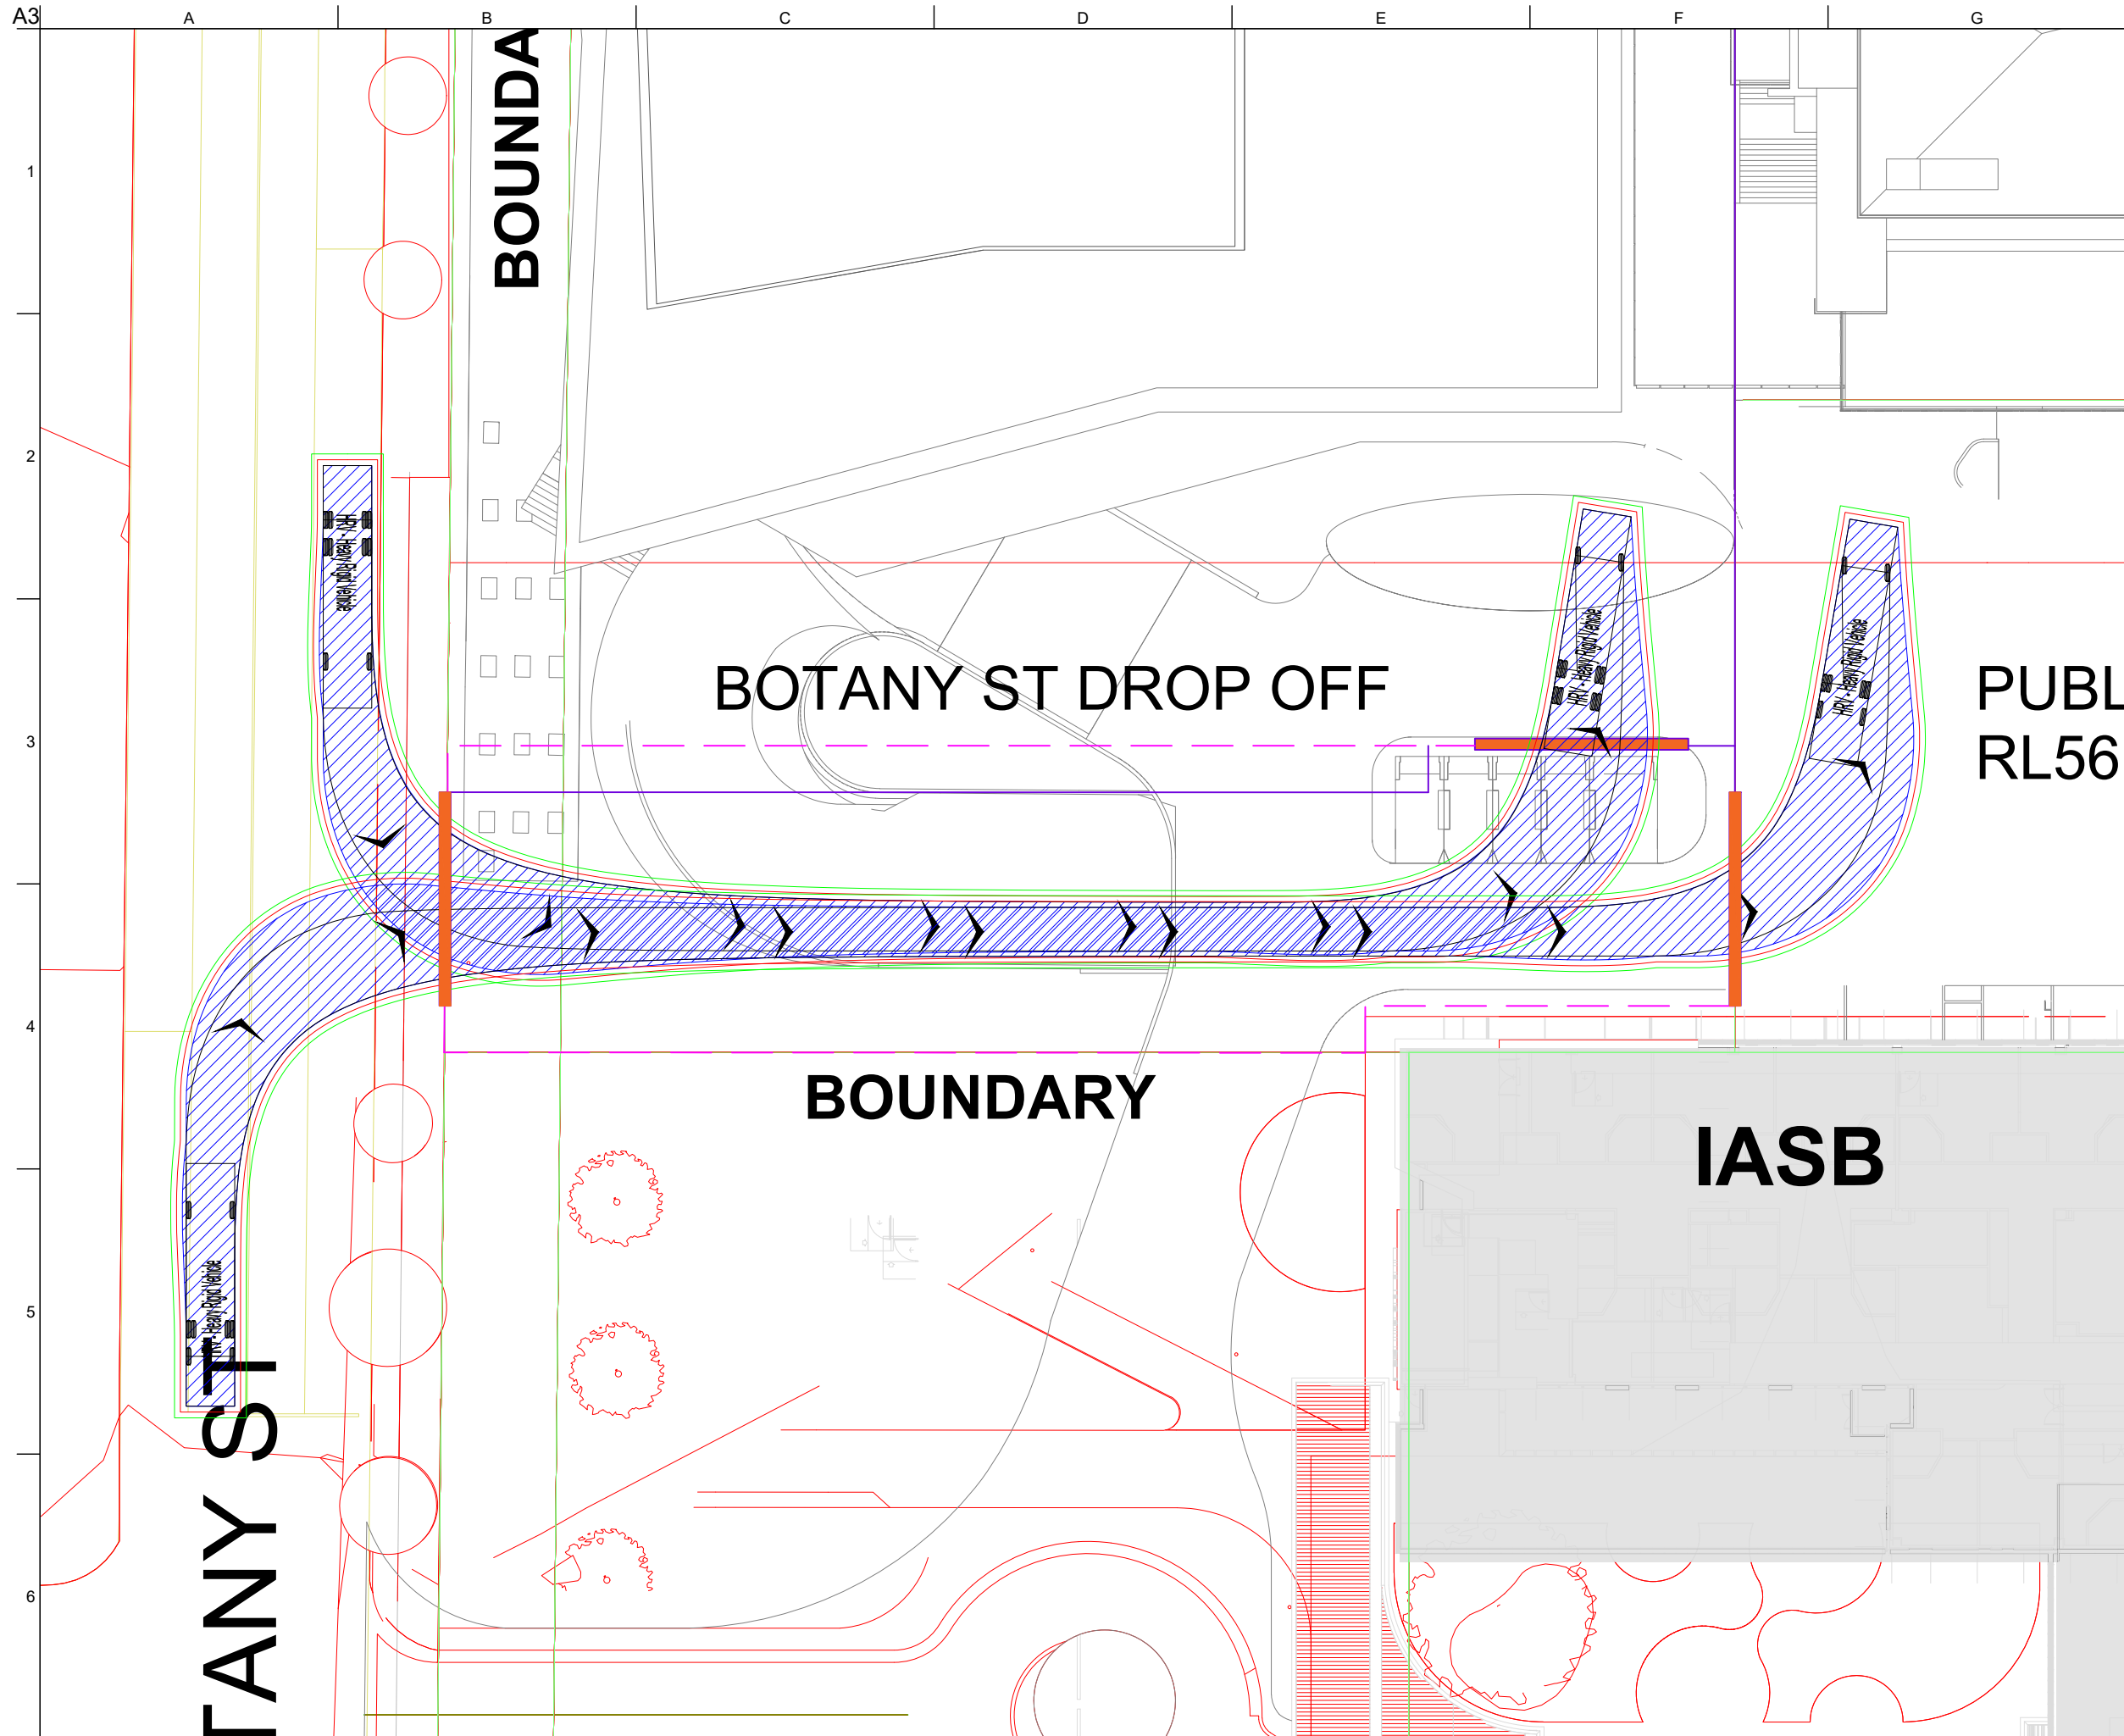 A3
A B C D E F G
1
2
3
4
5
6
BOUNDA
HRV - Heavy Rigid Vehicle
HRV - Heavy Rigid Vehicle
HRV - Heavy Rigid Vehicle
BOTANY ST DROP OFF
PUBL
RL56
BOUNDARY
IASB
HRV - Heavy Rigid Vehicle
TANY ST